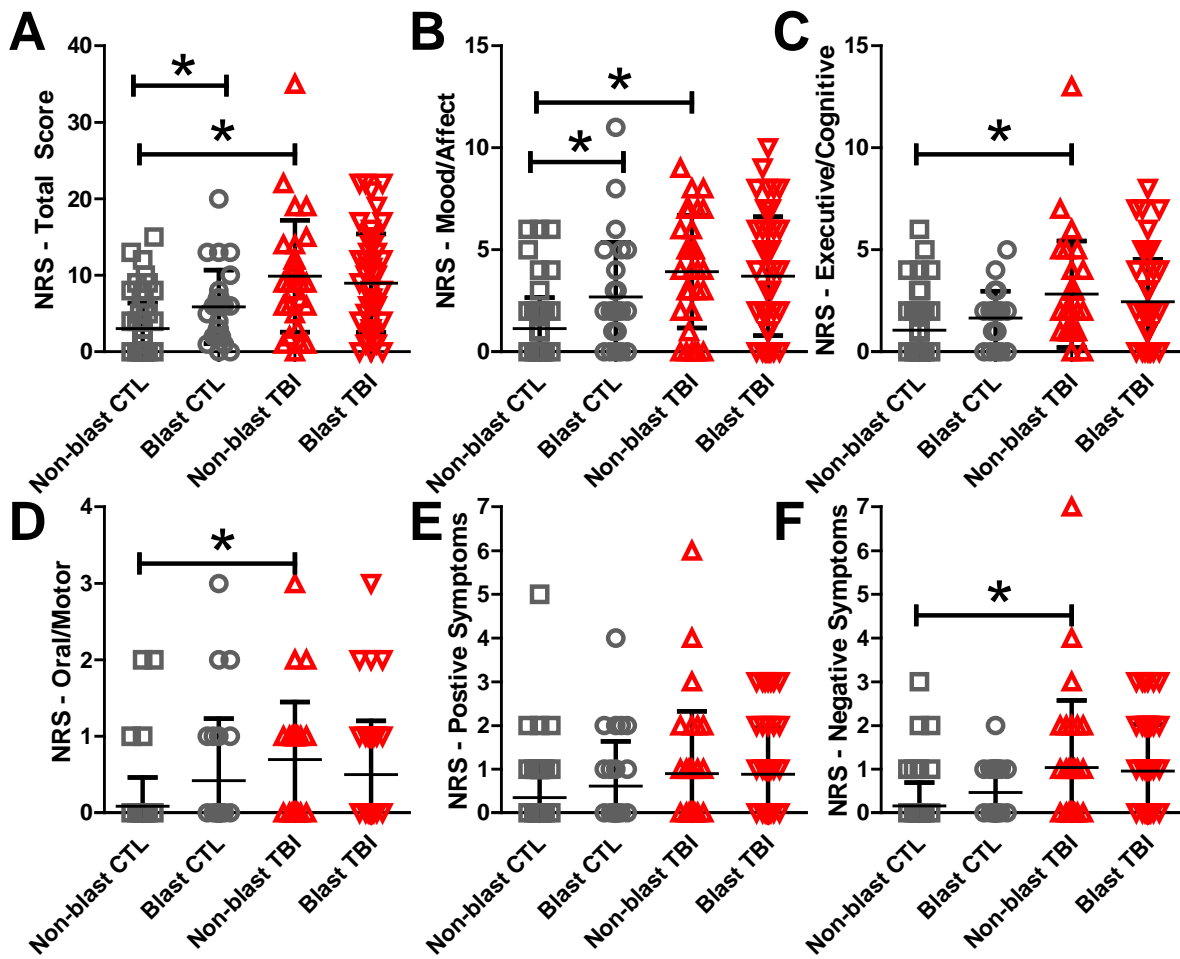 A
NRS - Total Score
40
30
20
10
0
*
*
Non-blast CTL
Blast CTL
Non-blast TBI
Blast TBI
B
NRS - Mood/Affect
15
10
5
0
*
*
Non-blast CTL
Blast CTL
Non-blast TBI
Blast TBI
C
NRS - Executive/Cognitive
15
10
5
0
*
Non-blast CTL
Blast CTL
Non-blast TBI
Blast TBI
D
NRS - Oral/Motor
4
3
2
1
0
*
Non-blast CTL
Blast CTL
Non-blast TBI
Blast TBI
E
NRS - Postive Symptoms
7
6
5
4
3
2
1
0
Non-blast CTL
Blast CTL
Non-blast TBI
Blast TBI
F
NRS - Negative Symptoms
7
6
5
4
3
2
1
0
*
Non-blast CTL
Blast CTL
Non-blast TBI
Blast TBI